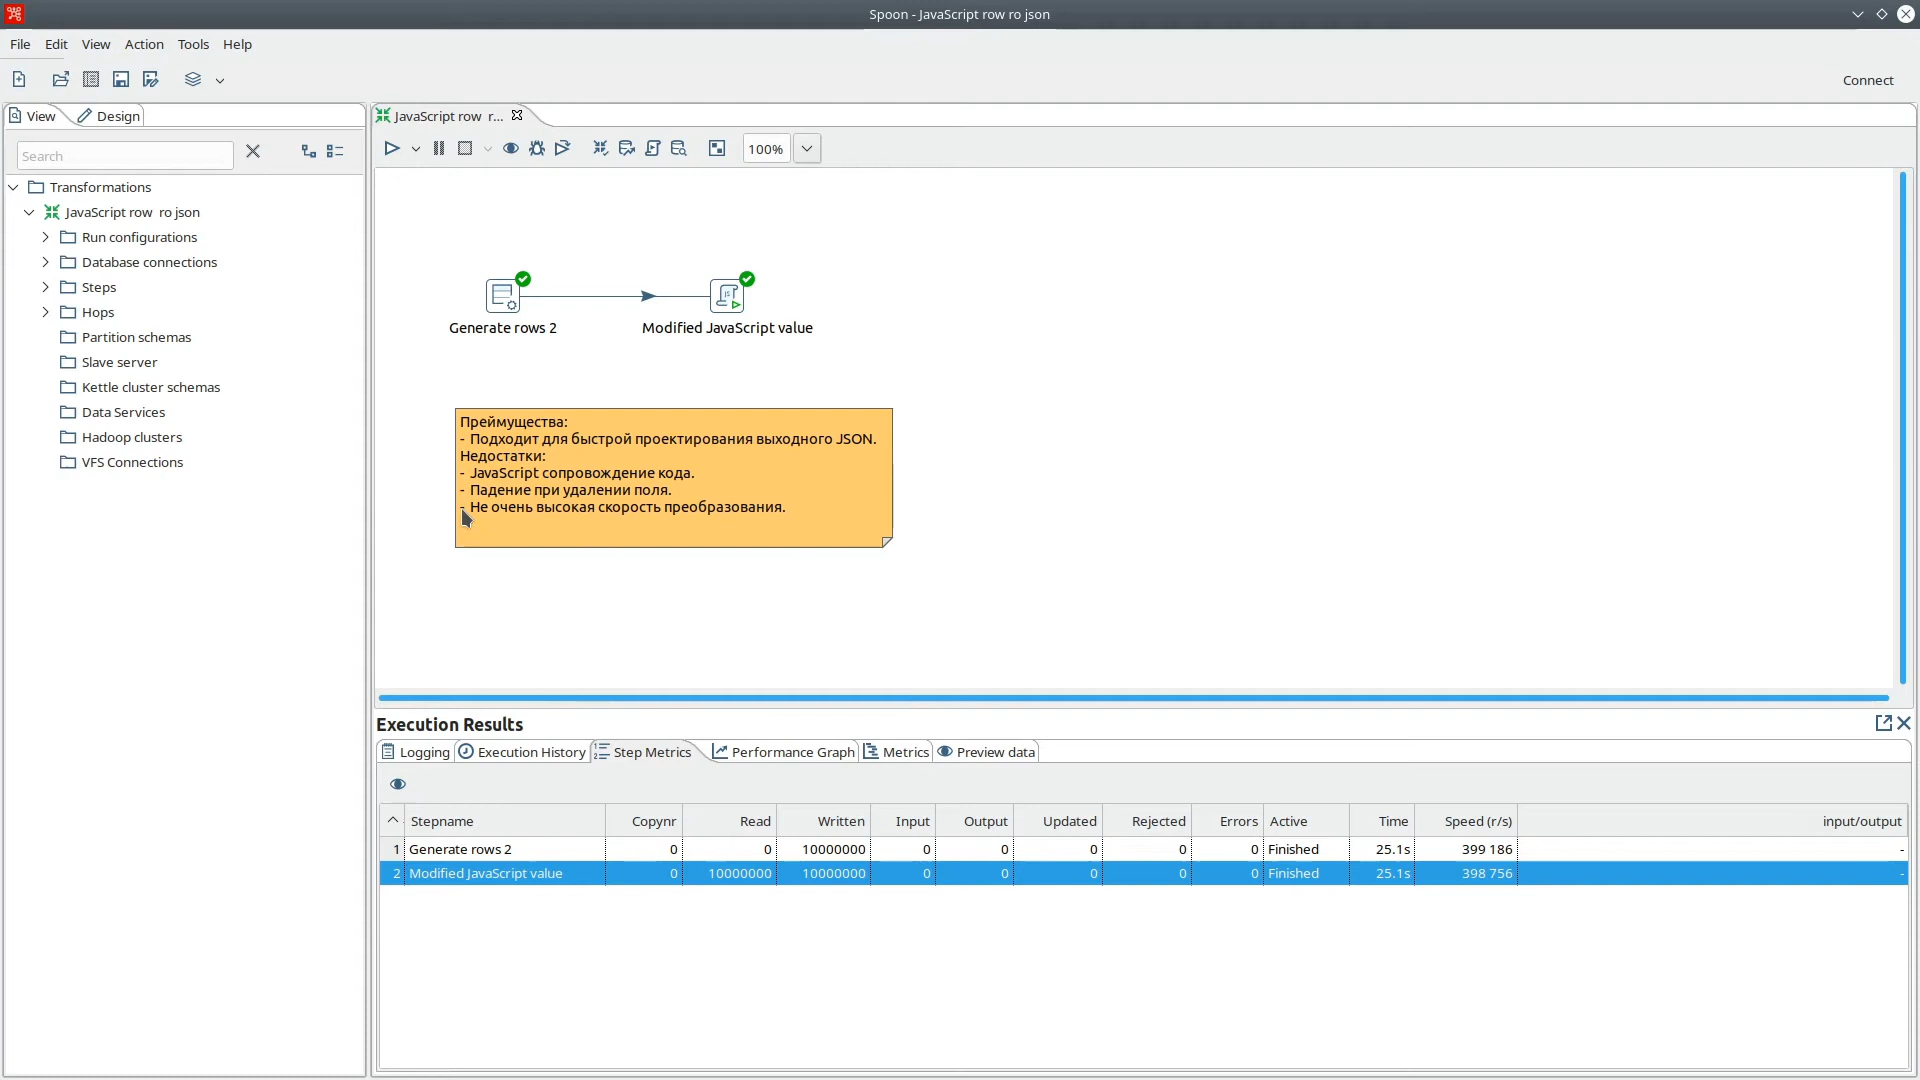 Spoon - JavaScript row ro json
File Edit View Action Tools Help
Connect
View Design
JavaScript row r...
Search
100%
Transformations
JavaScript row ro json
Run configurations
Database connections
Steps
Hops
Partition schemas
Slave server
Kettle cluster schemas
Data Services
Hadoop clusters
VFS Connections
Generate rows 2
Modified JavaScript value
Преймущества:
- Подходит для быстрой проектирования выходного JSON.
Недостатки:
- JavaScript сопровождение кода.
- Падение при удалении поля.
- Не очень высокая скорость преобразования.
Execution Results
Logging Execution History Step Metrics Performance Graph Metrics Preview data
Stepname Copynr Read Written Input Output Updated Rejected Errors Active Time Speed (r/s) input/output
1 Generate rows 2 0 0 10000000 0 0 0 0 0 Finished 25.1s 399 186 -
2 Modified JavaScript value 0 10000000 10000000 0 0 0 0 0 Finished 25.1s 398 756 -